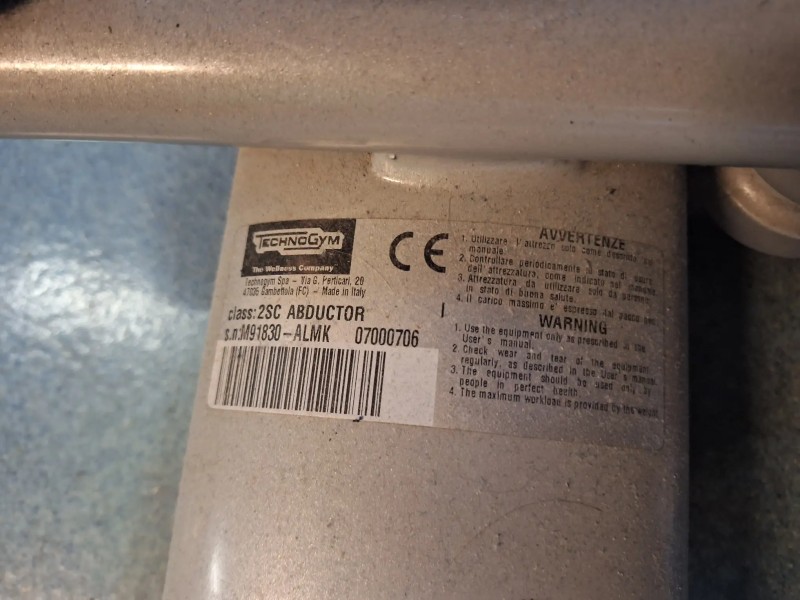 TECHNOGYM
The Wellness Company
Technogym Spa - Via G. Perticari, 20
47035 Gambettola (FC) - Made in Italy
CE
class: 2SC ABDUCTOR
s.n:M91830-ALMK 07000706
AVVERTENZE
1. Utilizzare l'attrezzo solo come descritto sul
manuale.
2. Controllare periodicamente lo stato di usura
dell'attrezzatura, come indicato nel manuale
3. Attrezzatura da utilizzare solo da persone
in stato di buona salute.
4. Il carico massimo e' espresso dal pacco pesi
WARNING
1. Use the equipment only as prescribed in the
User's manual.
2. Check wear and tear of the equipment
regularly, as described in the User's manual
3. The equipment should be used only by
people in perfect health.
4. The maximum workload is provided by the weight